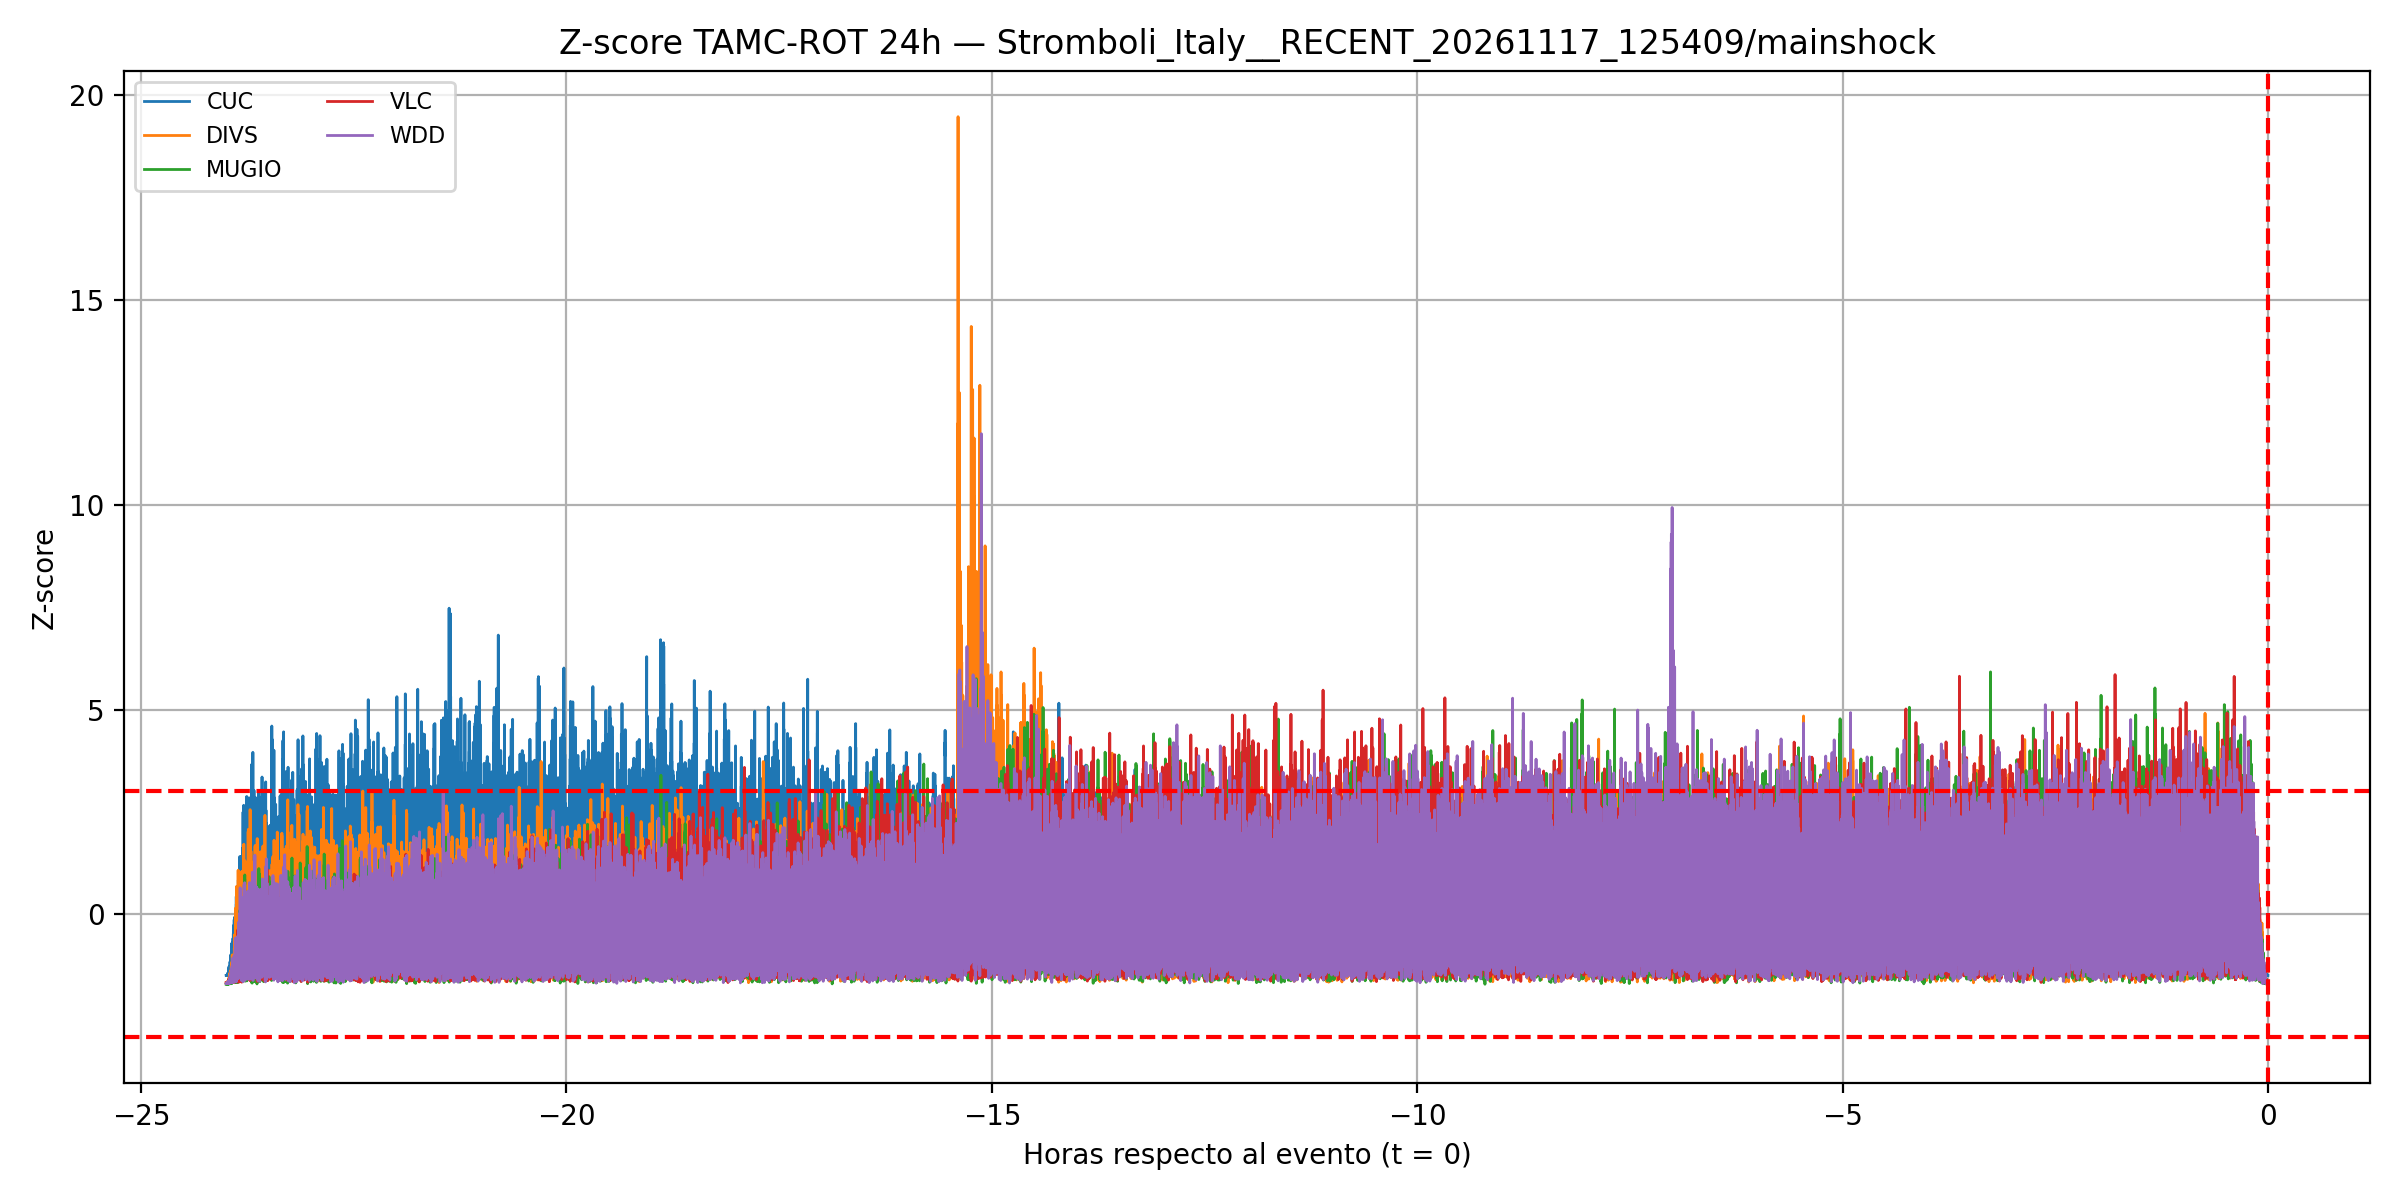 Z-score TAMC-ROT 24h — Stromboli_Italy__RECENT_20261117_125409/mainshock
CUC
DIVS
MUGIO
VLC
WDD
20
15
10
5
0
Z-score
−25
−20
−15
−10
−5
0
Horas respecto al evento (t = 0)